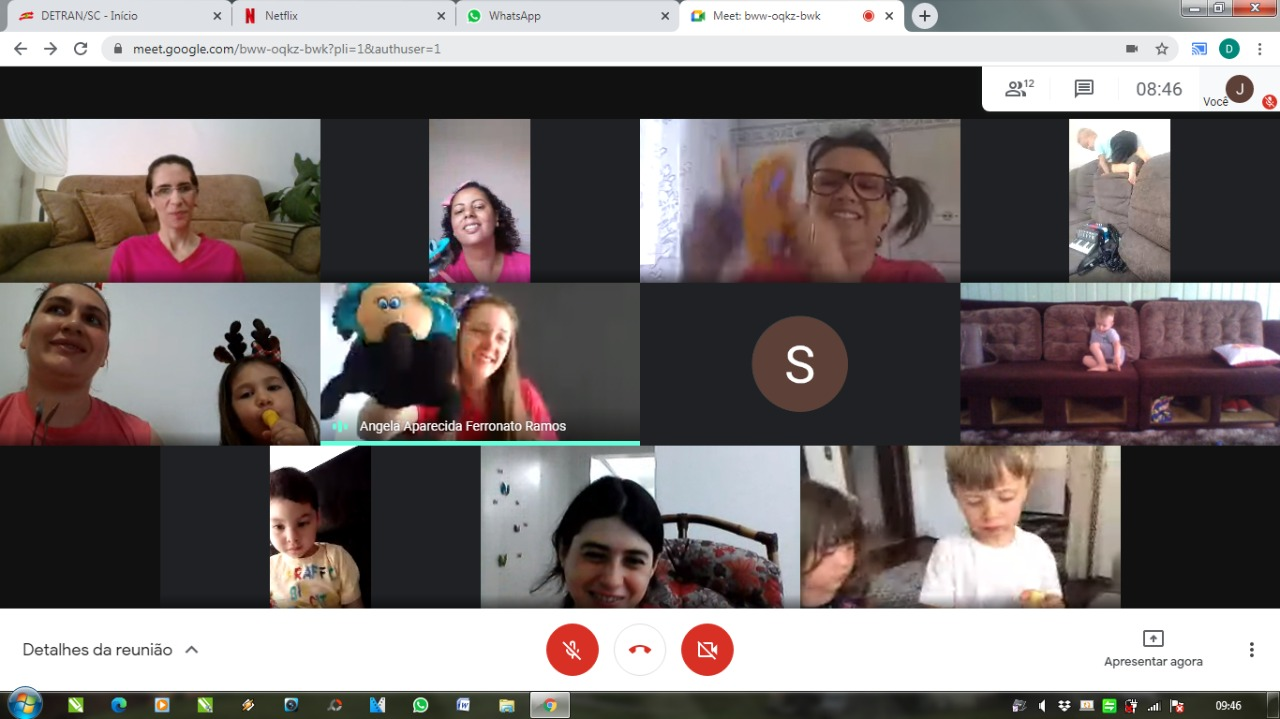 DETRAN/SC - Início
Netflix
WhatsApp
Meet: bww-oqkz-bwk
meet.google.com/bww-oqkz-bwk?pli=1&authuser=1
D
12
08:46
Você
J
Angela Aparecida Ferronato Ramos
S
Detalhes da reunião
Apresentar agora
09:46